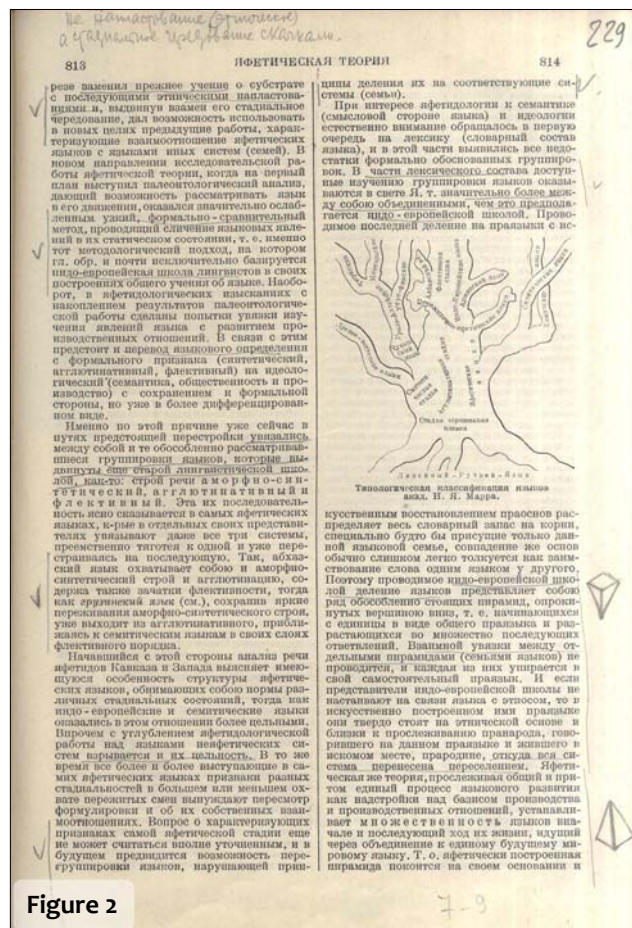 Не напластование (этническое)
а стадиальное чередование скачками.
229
813
ЯФЕТИЧЕСКАЯ ТЕОРИЯ
814
резе заменил прежнее учение о субстрате
с последующими этническими напластова-
циями и, выдвинув взамен его стадиальное
чередование, дал возможность использовать
в новых целях предыдущие работы, харак-
теризующие взаимоотношение яфетических
языков с языками иных систем (семей). В
новом направлении исследовательской ра-
боты яфетической теории, когда на первый
план выступил палеонтологический анализ,
дающий возможность рассматривать язык
в его движении, оказался значительно ослаб-
ленным узкий, формально-сравнительный
метод, проводящий сличение языковых явле-
ний в их статическом состоянии, т. е. именно
тот методологический подход, на котором
гл. обр. и почти исключительно базируется
индо-европейская школа лингвистов в своих
построениях общего учения об языке. Наобо-
рот, в яфетидологических изысканиях с
накоплением результатов палеонтологиче-
ской работы сделаны попытки увязки изу-
чения явлений языка с развитием про-
изводственных отношений. В связи с этим
предстоит и перевод языкового определения
с формального признака (синтетический,
агглютинативный, флективный) на идеоло-
гический (семантика, общественность и про-
изводство) с сохранением и формальной
стороны, но уже в более дифференцирован-
ном виде.
Именно по этой причине уже сейчас в
путях предстоящей перестройки увязались
между собой и те обособленно рассматривав-
шиеся группировки языков, которые вы-
двинуты еще старой лингвистической шко-
лой, как-то: строй речи аморфно-син-
тетический, агглютинативный и
флективный. Эта их последователь-
ность ясно сказывается в самых яфетических
языках, к-рые в отдельных своих представи-
телях увязывают даже все три системы,
преемственно тяготея к одной и уже пере-
страиваясь на последующую. Так, абхаз-
ский язык охватывает собою и аморфно-
синтетический строй и агглютинацию, со-
держа также зачатки флективности, тогда
как грузинский язык (см.), сохранив яркие
переживания аморфно-синтетического строя,
уже выходит из агглютинативного, прибли-
жаясь к семитическим языкам в своих слоях
флективного порядка.
Начавшийся с этой стороны анализ речи
яфетидов Кавказа и Запада выясняет имею-
щуюся особенность структуры яфетиче-
ских языков, обнимающих собою нормы раз-
личных стадиальных состояний, тогда как
индо-европейские и семитические языки
оказались в этом отношении более цельными.
Впрочем с углублением яфетидологической
работы над языками неяфетических си-
стем взрывается и их цельность. В то же
время все более и более выступающие в са-
мих яфетических языках признаки разных
стадиальностей в большем или меньшем ох-
вате пережитых смен вынуждают пересмотр
формулировки и об их собственных взаи-
моотношениях. Вопрос о характеризующих
признаках самой яфетической стадии еще
не может считаться вполне уточненным, и в
будущем предвидится возможность пере-
группировки языков, нарушающей прин-
ципы деления их на соответствующие си-
стемы (семьи).
При интересе яфетидологии к семантике
(смысловой стороне языка) и идеологии
естественно внимание обращалось в первую
очередь на лексику (словарный состав
языка), и в этой части выявились все недо-
статки формально обоснованных группиро-
вок. В части лексического состава доступ-
ные изучению группировки языков оказы-
ваются в свете Я. т. значительно более меж-
ду собою объединенными, чем это предпола-
гается индо-европейской школой. Прово-
димое последней деление на праязыки с ис-
Линейный-Ручной-Язык
Типологическая классификация языков
акад. Н. Я. Марра.
кусственным восстановлением праоснов рас-
пределяет весь словарный запас на корни,
специально будто бы присущие только дан-
ной языковой семье, совпадение же основ
обычно слишком легко толкуется как заим-
ствование слова одним языком у другого.
Поэтому проводимое индо-европейской шко-
лой деление языков представляет собою
ряд обособленно стоящих пирамид, опроки-
нутых вершиною вниз, т. е. начинающихся
с единицы в виде общего праязыка и раз-
растающихся во множество последующих
ответвлений. Взаимной увязки между от-
дельными пирамидами (семьями языков) не
проводится, и каждая из них упирается в
свой самостоятельный праязык. И если
представители индо-европейской школы не
настаивают на связи языка с этносом, то в
искусственно построенном ими праязыке
они твердо стоят на этнической основе и
близки к прослеживанию пранарода, гово-
рившего на данном праязыке и жившего в
искомом месте, прародине, откуда вся си-
стема перенесена переселением. Яфети-
ческая же теория, прослеживая общий и при-
том единый процесс языкового развития
как надстройки над базисом производства
и производственных отношений, устанавли-
вает множественность языков вна-
чале и последующий ход их жизни, идущий
через объединение к единому будущему ми-
ровому языку. Т. о. яфетически построенная
пирамида покоится на своем основании и
7-9
Figure 2